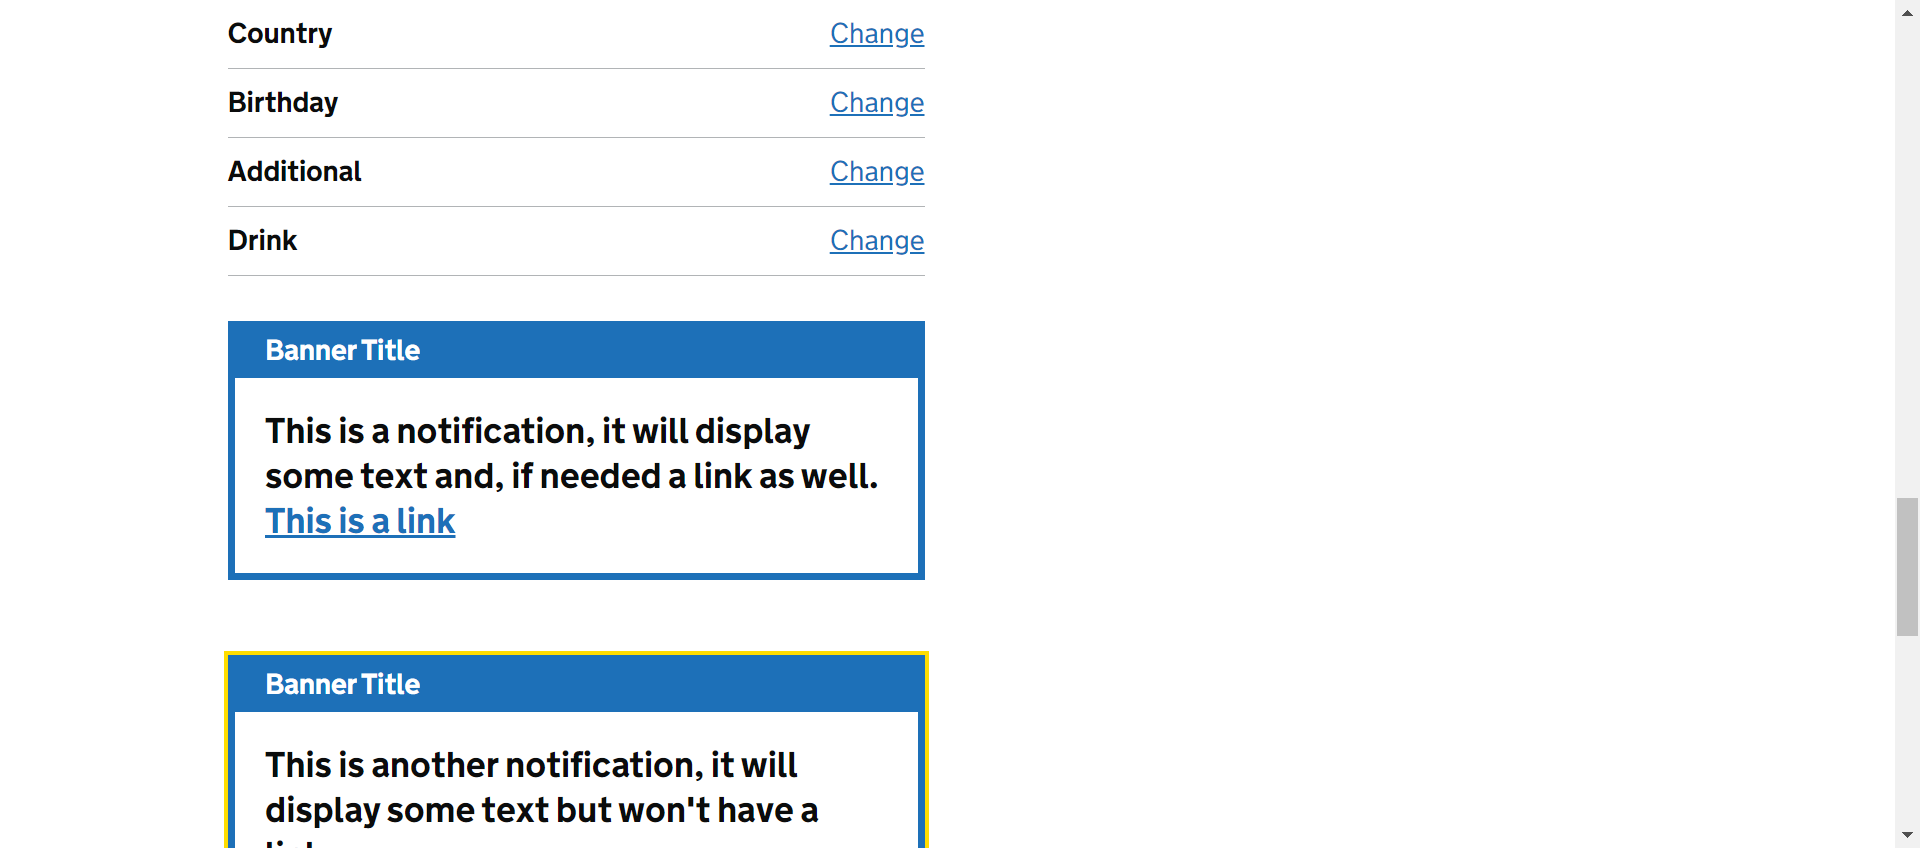 Country Change
Birthday Change
Additional Change
Drink Change
Banner Title
This is a notification, it will display
some text and, if needed a link as well.
This is a link
Banner Title
This is another notification, it will
display some text but won't have a